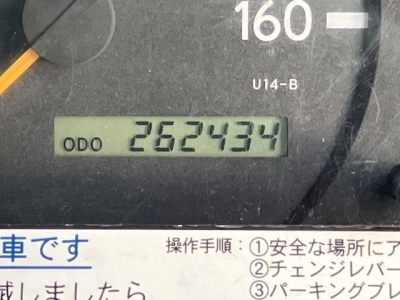 160
U14-B
ODO 262434
車です
操作手順：①安全な場所にア
②チェンジレバー
③パーキングブレ
滅しましたら